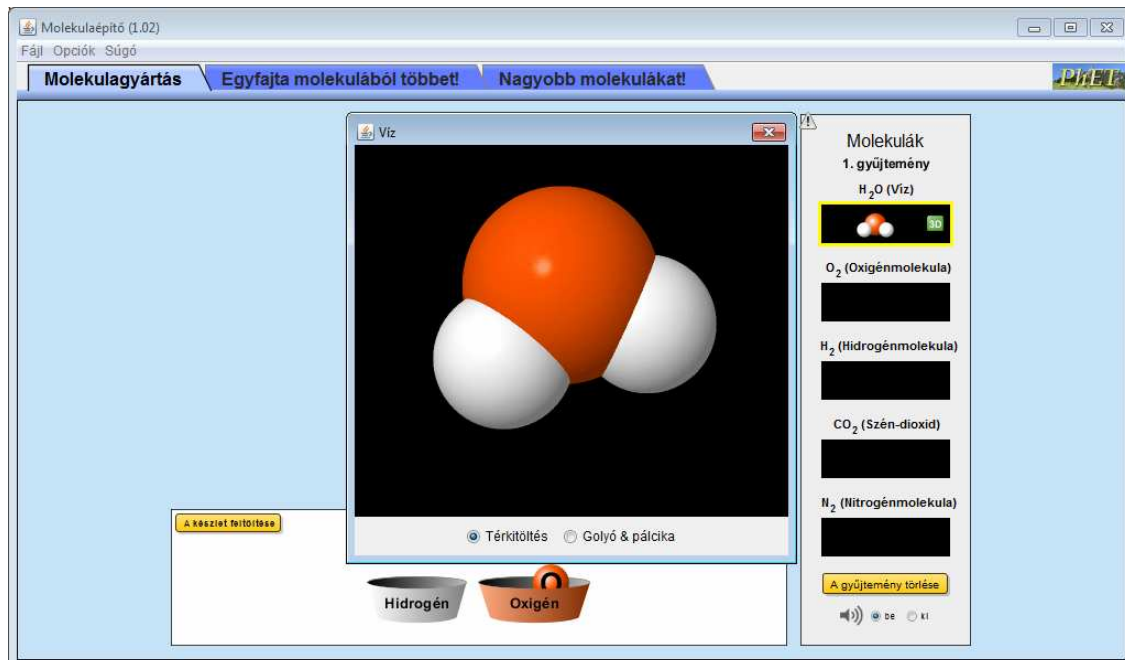 Molekulaépítő (1.02)
Fájl Opciók Súgó
Molekulagyártás Egyfajta molekulából többet! Nagyobb molekulákat!
PhET
Víz
Térkitöltés Golyó & pálcika
Molekulák
1. gyűjtemény
H2O (Víz)
3D
O2 (Oxigénmolekula)
H2 (Hidrogénmolekula)
CO2 (Szén-dioxid)
N2 (Nitrogénmolekula)
A gyűjtemény törlése
be ki
A készlet feltöltése
O
Hidrogén Oxigén